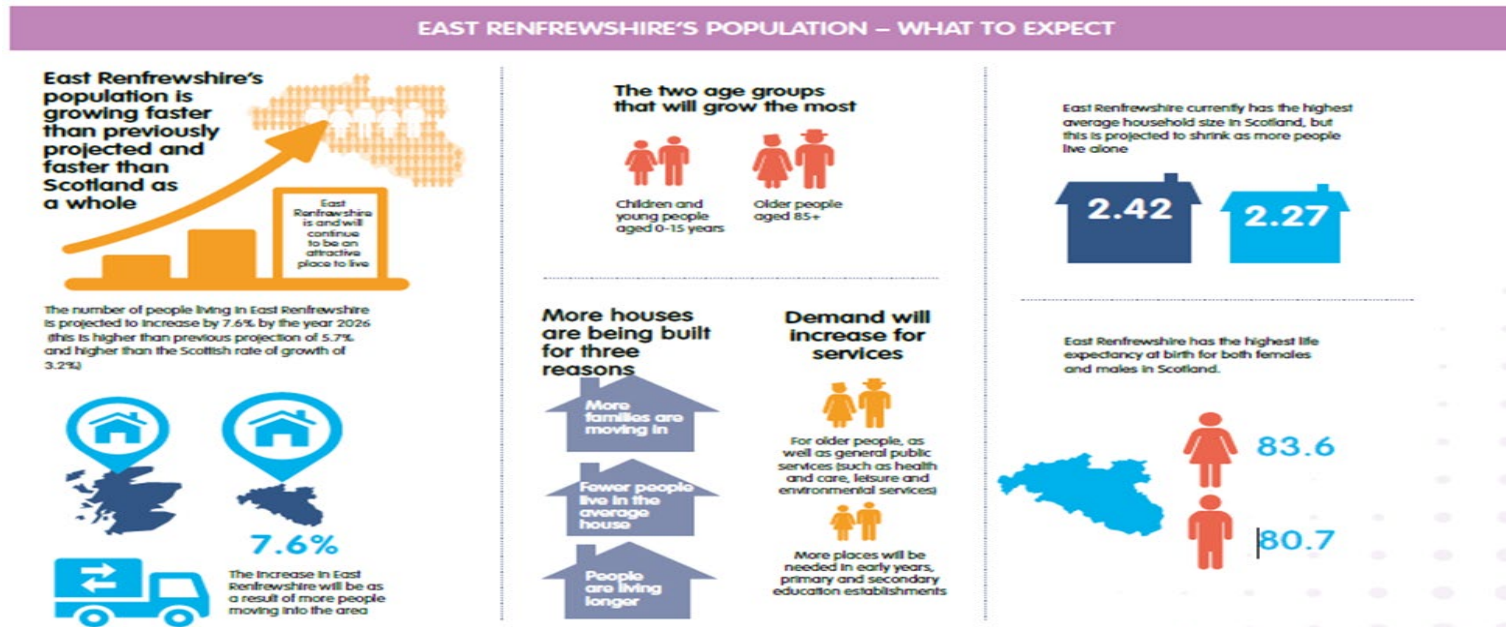 EAST RENFREWSHIRE'S POPULATION – WHAT TO EXPECT
East Renfrewshire's
population is
growing faster
than previously
projected and
faster than
Scotland as
a whole
East
Renfrewshire
is and will
continue
to be an
attractive
place to live
The number of people living in East Renfrewshire
is projected to increase by 7.6% by the year 2026
(this is higher than previous projection of 5.7%
and higher than the Scottish rate of growth of
3.2%)
7.6%
The increase in East
Renfrewshire will be as
a result of more people
moving into the area
The two age groups
that will grow the most
Children and
young people
aged 0-15 years
Older people
aged 85+
More houses
are being built
for three
reasons
More
families are
moving in
Fewer people
live in the
average
house
People
are living
longer
Demand will
increase for
services
For older people, as
well as general public
services (such as health
and care, leisure and
environmental services)
More places will be
needed in early years,
primary and secondary
education establishments
East Renfrewshire currently has the highest
average household size in Scotland, but
this is projected to shrink as more people
live alone
2.42
2.27
East Renfrewshire has the highest life
expectancy at birth for both females
and males in Scotland.
83.6
80.7